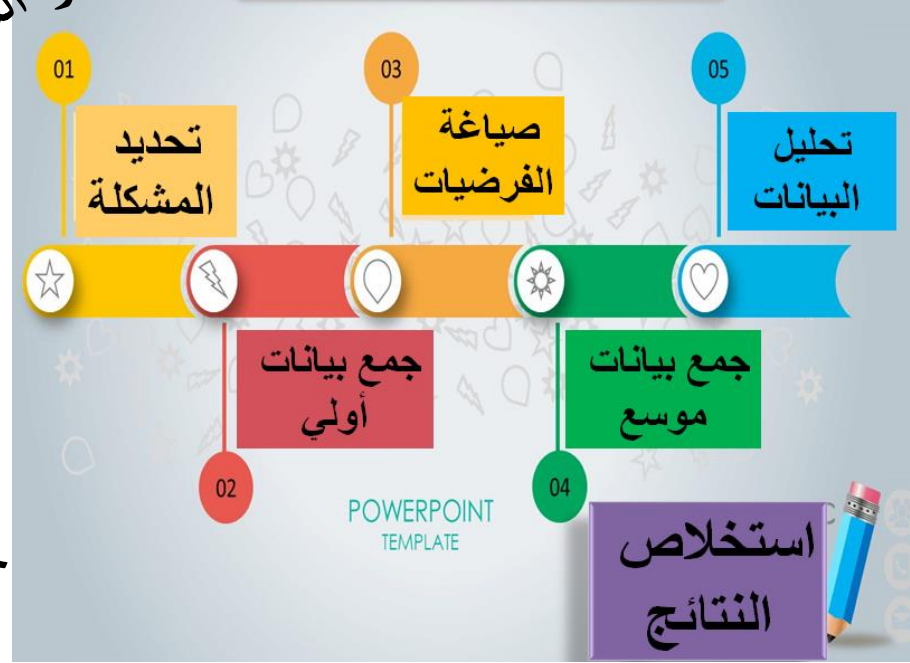 01
تحديد
المشكلة
02
جمع بيانات
أولي
03
صياغة
الفرضيات
04
جمع بيانات
موسع
05
تحليل
البيانات
استخلاص
النتائج
POWERPOINT
TEMPLATE